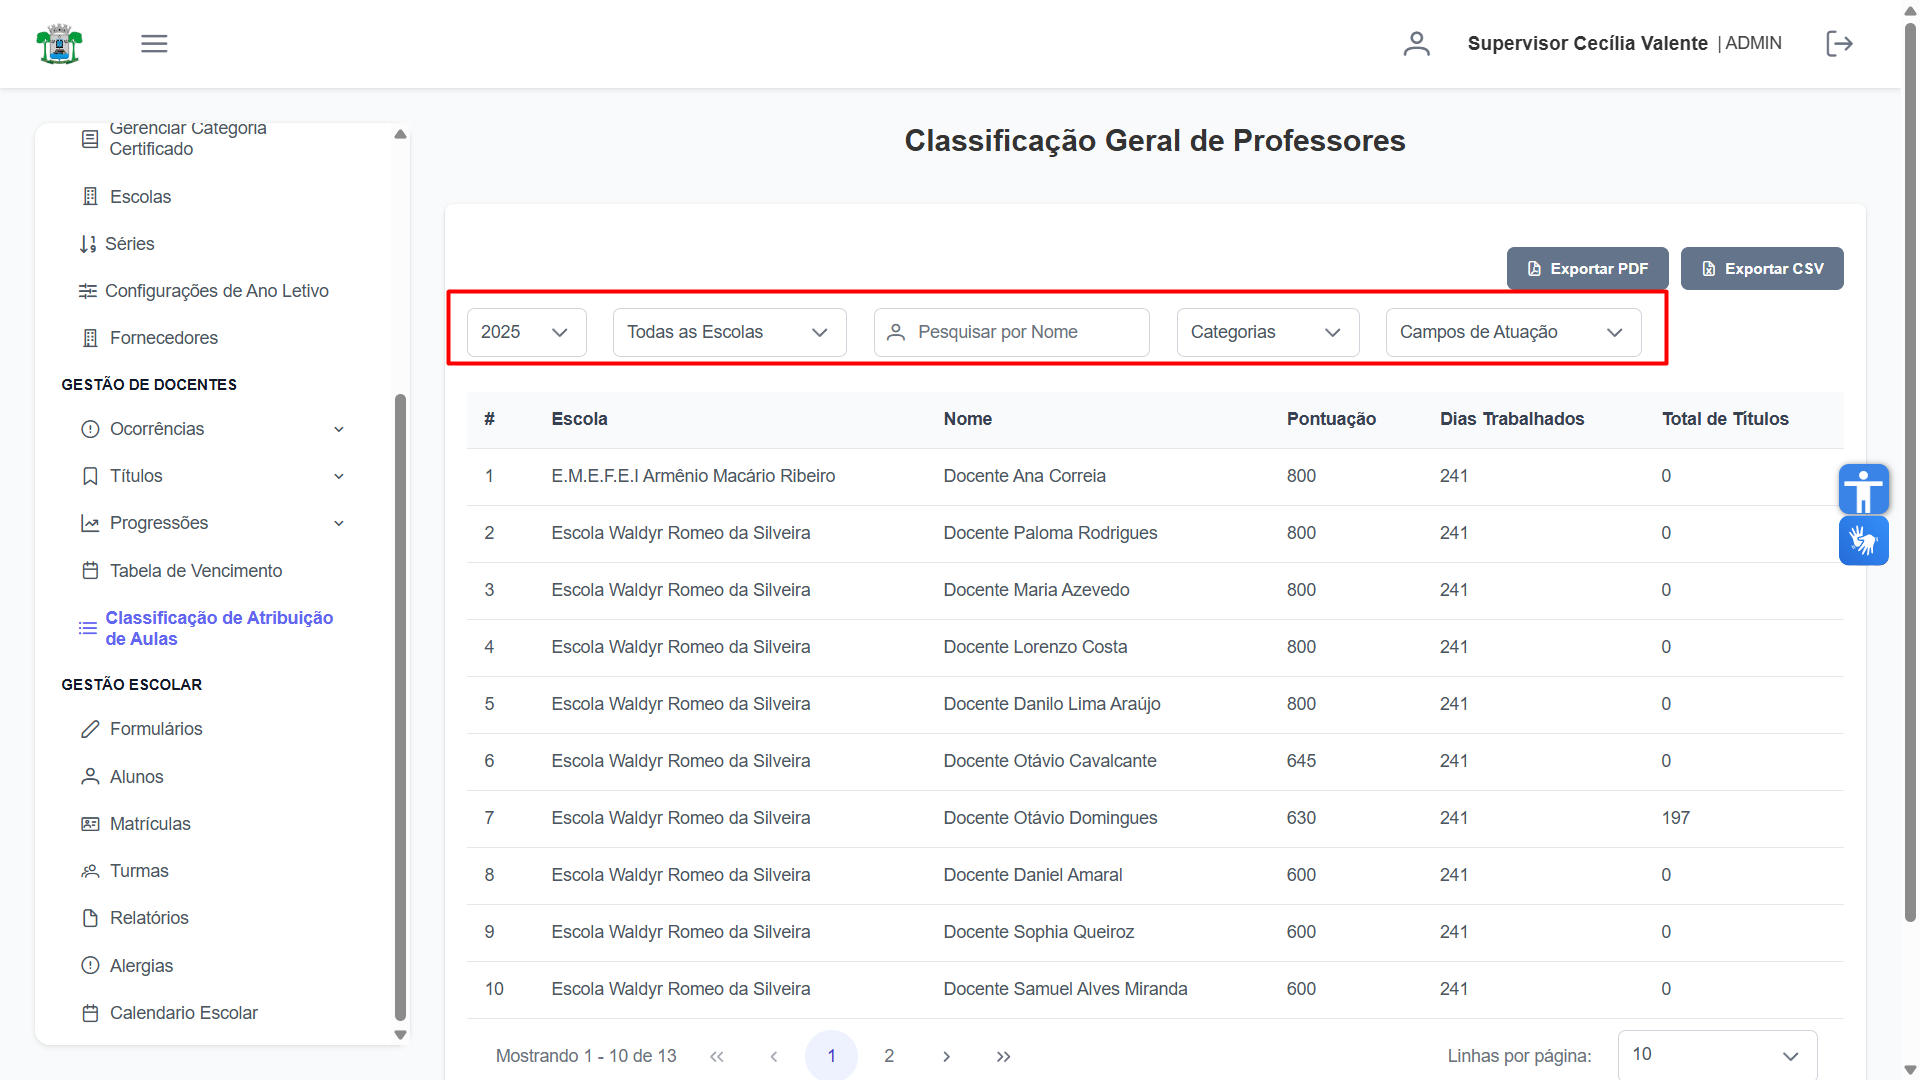 Supervisor Cecília Valente | ADMIN
Gerenciar Categoria
Certificado
Escolas
Séries
Configurações de Ano Letivo
Fornecedores
GESTÃO DE DOCENTES
Ocorrências
Títulos
Progressões
Tabela de Vencimento
Classificação de Atribuição
de Aulas
GESTÃO ESCOLAR
Formulários
Alunos
Matrículas
Turmas
Relatórios
Alergias
Calendario Escolar
Classificação Geral de Professores
Exportar PDF Exportar CSV
2025 Todas as Escolas Pesquisar por Nome Categorias Campos de Atuação
# Escola Nome Pontuação Dias Trabalhados Total de Títulos
1 E.M.E.F.E.I Armênio Macário Ribeiro Docente Ana Correia 800 241 0
2 Escola Waldyr Romeo da Silveira Docente Paloma Rodrigues 800 241 0
3 Escola Waldyr Romeo da Silveira Docente Maria Azevedo 800 241 0
4 Escola Waldyr Romeo da Silveira Docente Lorenzo Costa 800 241 0
5 Escola Waldyr Romeo da Silveira Docente Danilo Lima Araújo 800 241 0
6 Escola Waldyr Romeo da Silveira Docente Otávio Cavalcante 645 241 0
7 Escola Waldyr Romeo da Silveira Docente Otávio Domingues 630 241 197
8 Escola Waldyr Romeo da Silveira Docente Daniel Amaral 600 241 0
9 Escola Waldyr Romeo da Silveira Docente Sophia Queiroz 600 241 0
10 Escola Waldyr Romeo da Silveira Docente Samuel Alves Miranda 600 241 0
Mostrando 1 - 10 de 13 « ‹ 1 2 › » Linhas por página: 10